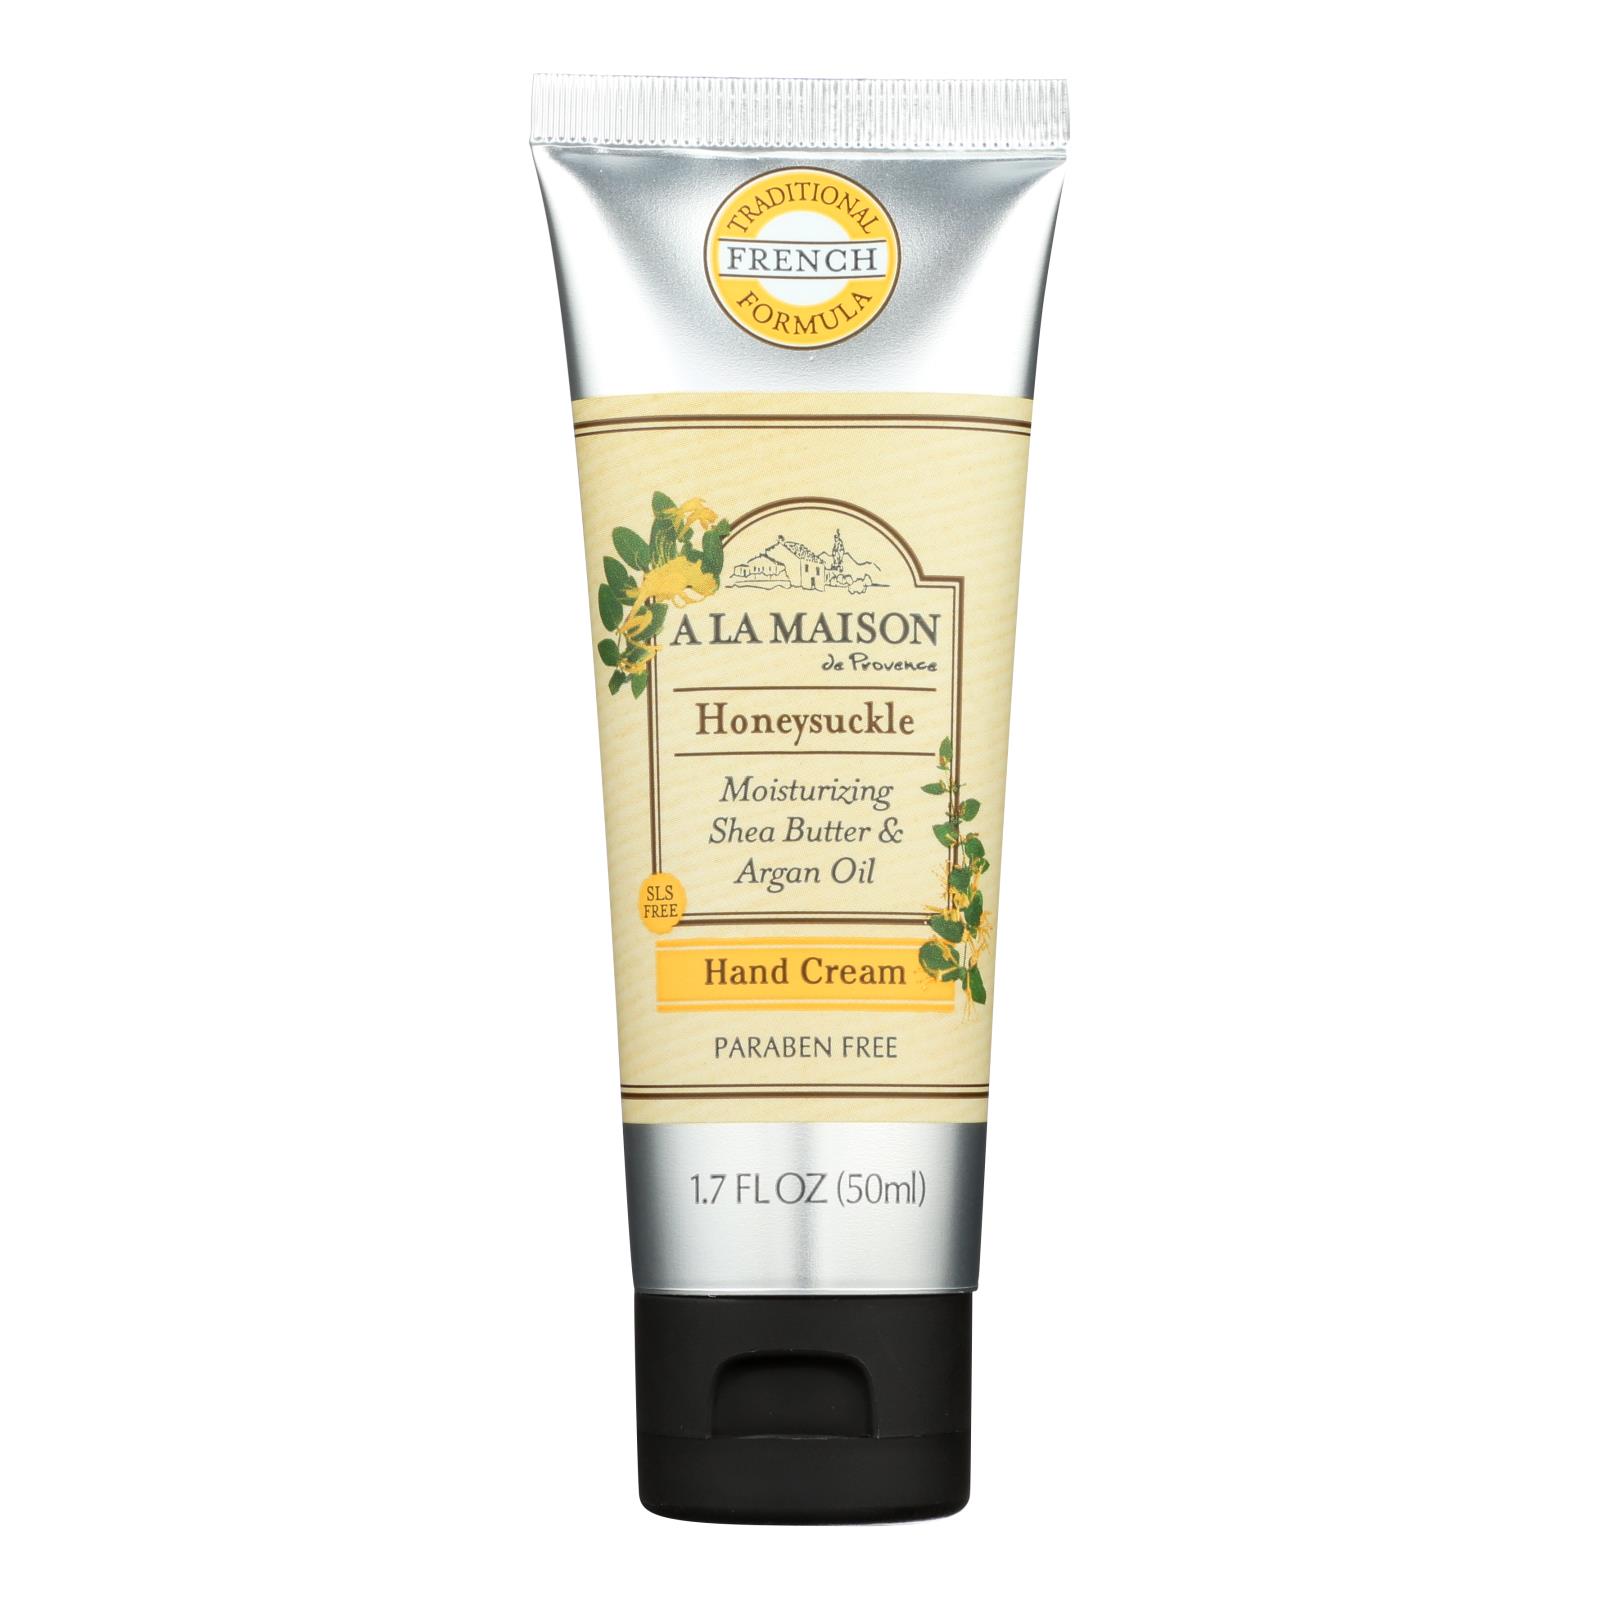 TRADITIONAL
FRENCH
FORMULA
A LA MAISON
de Provence
Honeysuckle
Moisturizing
Shea Butter &
Argan Oil
SLS
FREE
Hand Cream
PARABEN FREE
1.7 FL OZ (50ml)